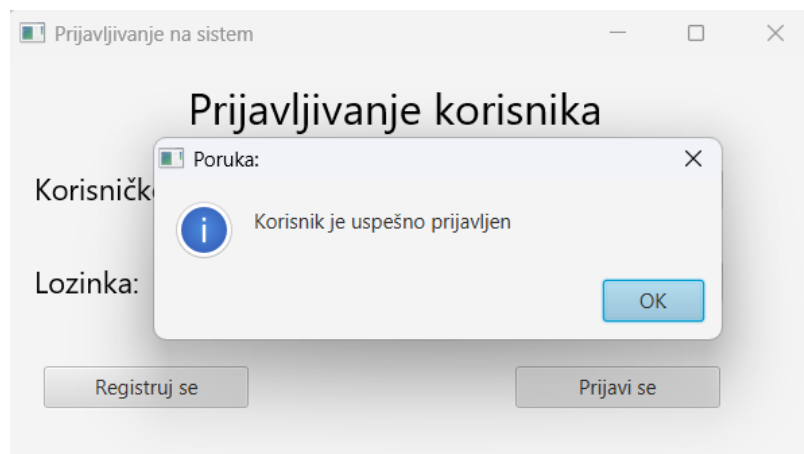 Prijavljivanje na sistem
Prijavljivanje korisnika
Poruka:
Korisnik je uspešno prijavljen
OK
Lozinka:
Registruj se
Prijavi se